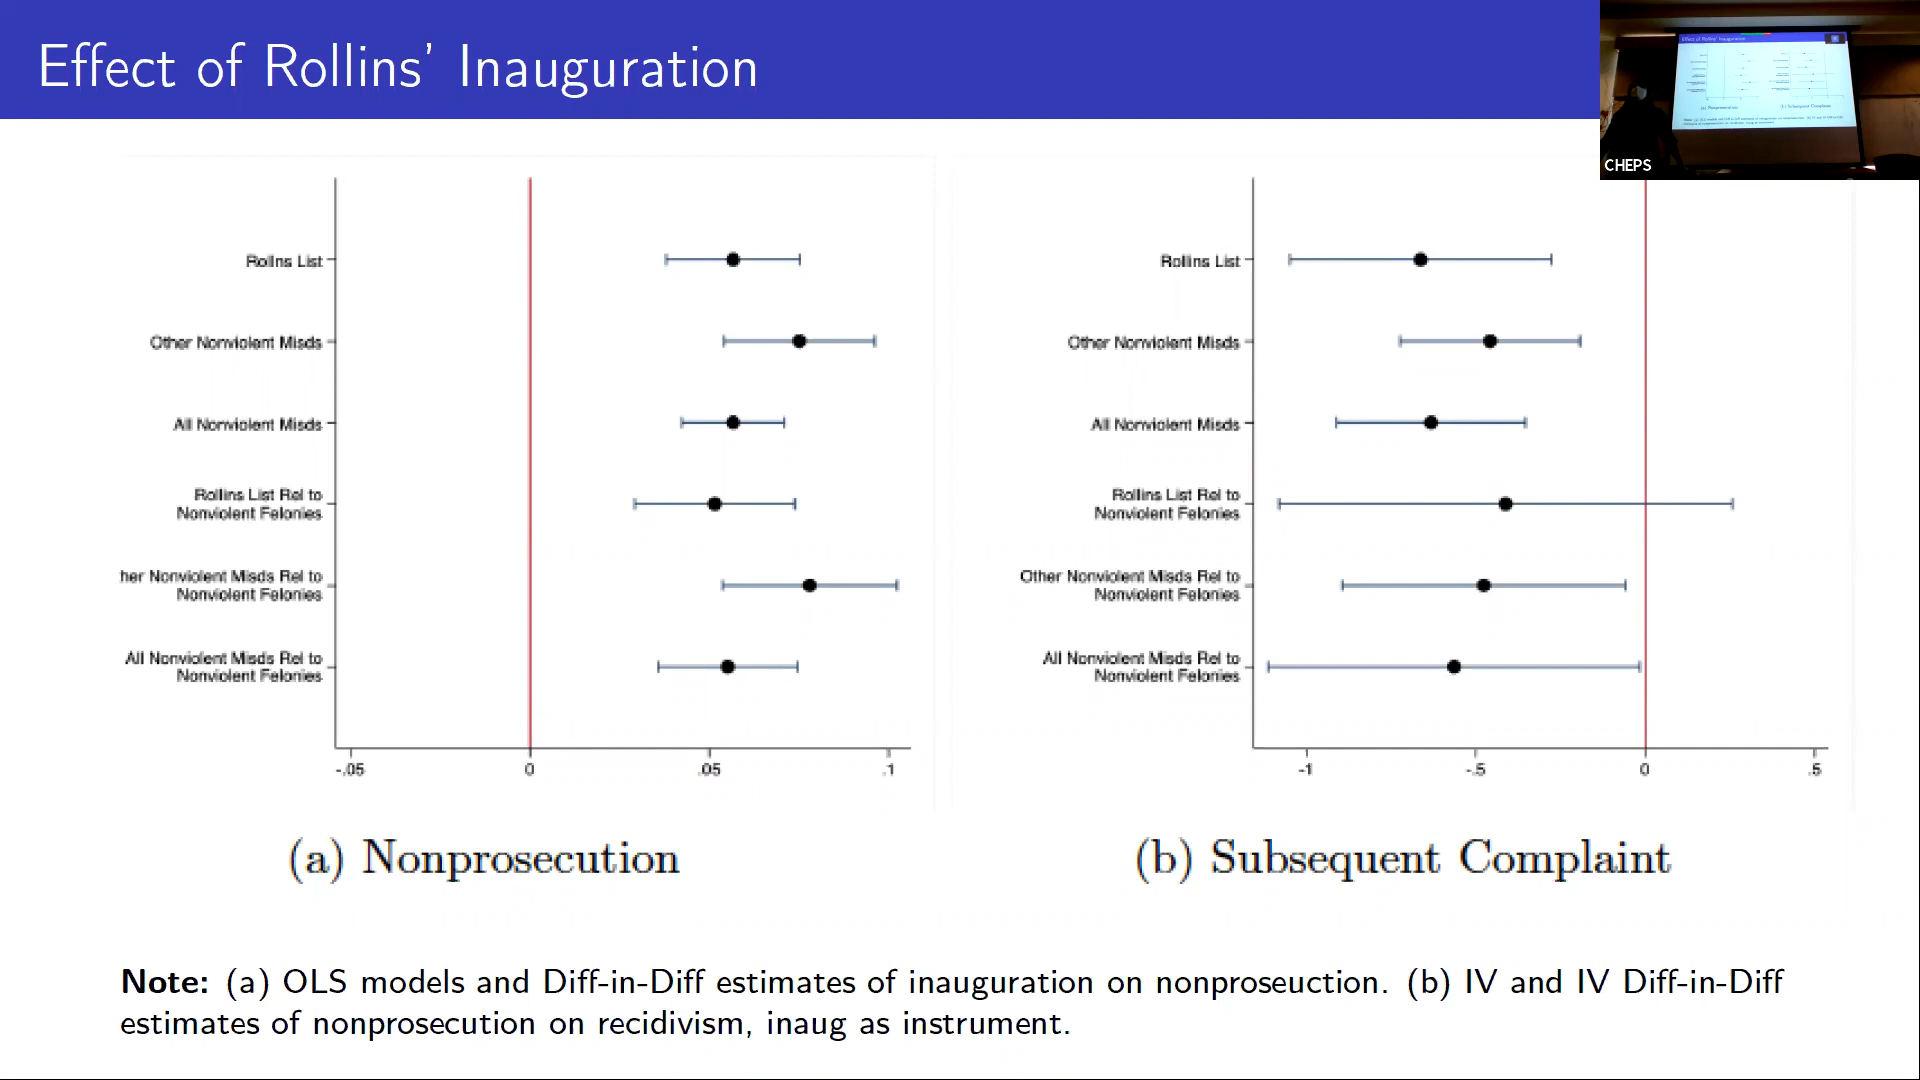 Effect of Rollins' Inauguration
CHEPS
Rollns List
Other Nonviolent Misds
All Nonviolent Misds
Rollins List Rel to
Nonviolent Felonies
her Nonviolent Misds Rel to
Nonviolent Felonies
All Nonviolent Misds Rel to
Nonviolent Felonies
-.05 0 .05 .1
(a) Nonprosecution
Rollins List
Other Nonviolent Misds
All Nonviolent Misds
Rollins List Rel to
Nonviolent Felonies
Other Nonviolent Misds Rel to
Nonviolent Felonies
All Nonviolent Misds Rel to
Nonviolent Felonies
-1 -.5 0 .5
(b) Subsequent Complaint
Note: (a) OLS models and Diff-in-Diff estimates of inauguration on nonproseuction. (b) IV and IV Diff-in-Diff
estimates of nonprosecution on recidivism, inaug as instrument.